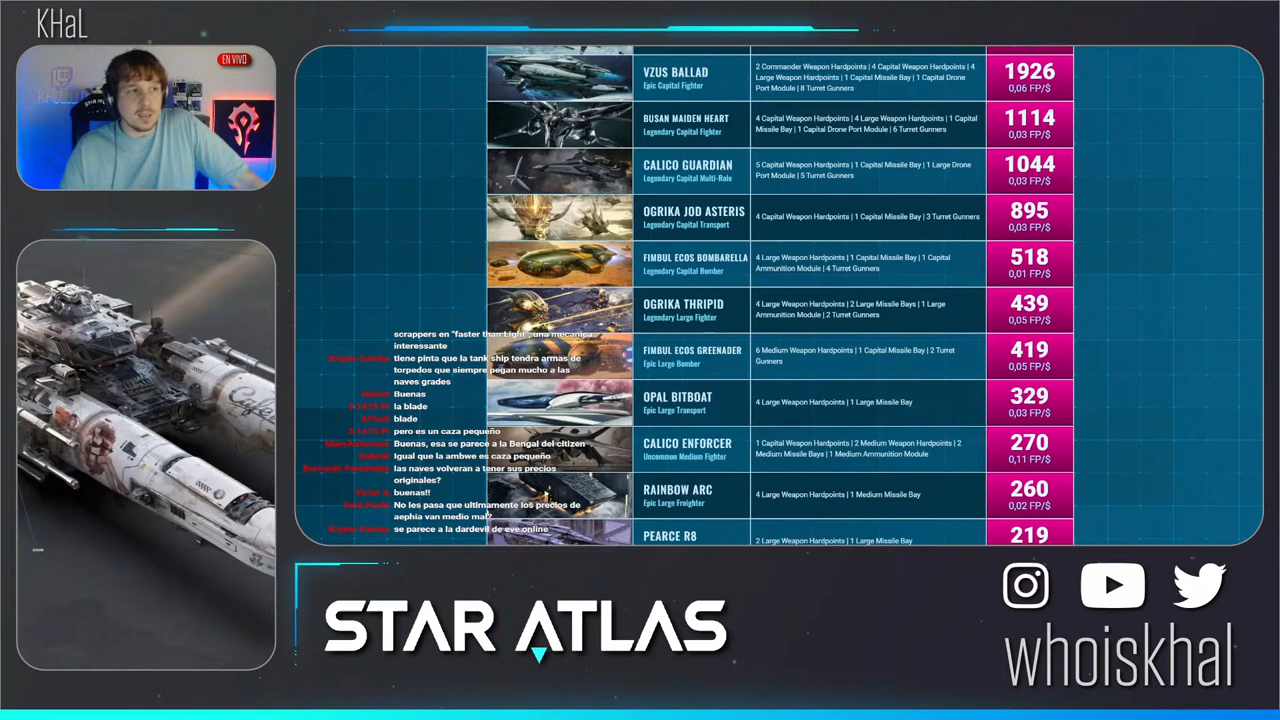 KHaL
EN VIVO
STAR ATL
VZUS BALLAD
Epic Capital Fighter
2 Commander Weapon Hardpoints | 4 Capital Weapon Hardpoints | 4
Large Weapon Hardpoints | 1 Capital Missile Bay | 1 Capital Drone
Port Module | 8 Turret Gunners
1926
0,06 FP/$
BUSAN MAIDEN HEART
Legendary Capital Fighter
4 Capital Weapon Hardpoints | 4 Large Weapon Hardpoints | 1 Capital
Missile Bay | 1 Capital Drone Port Module | 6 Turret Gunners
1114
0,03 FP/$
CALICO GUARDIAN
Legendary Capital Multi-Role
5 Capital Weapon Hardpoints | 1 Capital Missile Bay | 1 Large Drone
Port Module | 5 Turret Gunners
1044
0,03 FP/$
OGRIKA JOD ASTERIS
Legendary Capital Transport
4 Capital Weapon Hardpoints | 1 Capital Missile Bay | 3 Turret Gunners
895
0,03 FP/$
FIMBUL ECOS BOMBARELLA
Legendary Capital Bomber
4 Large Weapon Hardpoints | 1 Capital Missile Bay | 1 Capital
Ammunition Module | 4 Turret Gunners
518
0,01 FP/$
OGRIKA THRIPID
Legendary Large Fighter
4 Large Weapon Hardpoints | 2 Large Missile Bays | 1 Large
Ammunition Module | 2 Turret Gunners
439
0,05 FP/$
FIMBUL ECOS GREENADER
Epic Large Bomber
6 Medium Weapon Hardpoints | 1 Capital Missile Bay | 2 Turret
Gunners
419
0,05 FP/$
OPAL BITBOAT
Epic Large Transport
4 Large Weapon Hardpoints | 1 Large Missile Bay
329
0,03 FP/$
CALICO ENFORCER
Uncommon Medium Fighter
1 Capital Weapon Hardpoints | 2 Medium Weapon Hardpoints | 2
Medium Missile Bays | 1 Medium Ammunition Module
270
0,11 FP/$
RAINBOW ARC
Epic Large Freighter
4 Large Weapon Hardpoints | 1 Medium Missile Bay
260
0,02 FP/$
PEARCE R8
2 Large Weapon Hardpoints | 1 Large Missile Bay
219
scrappers en "faster than Light", una mecanica
interesante
tiene pinta que la tank ship tendra armas de
torpedos que siempre pegan mucho a las
naves grades
Buenas
la blade
blade
pero es un caza pequeño
Buenas, esa se parece a la Bengal del citizen
Igual que la ambwe es caza pequeño
las naves volveran a tener sus precios
originales?
buenas!!
No les pasa que ultimamente los precios de
aephia van medio mal?
se parece a la dardevil de eve online
STAR ATLAS
whoiskhal